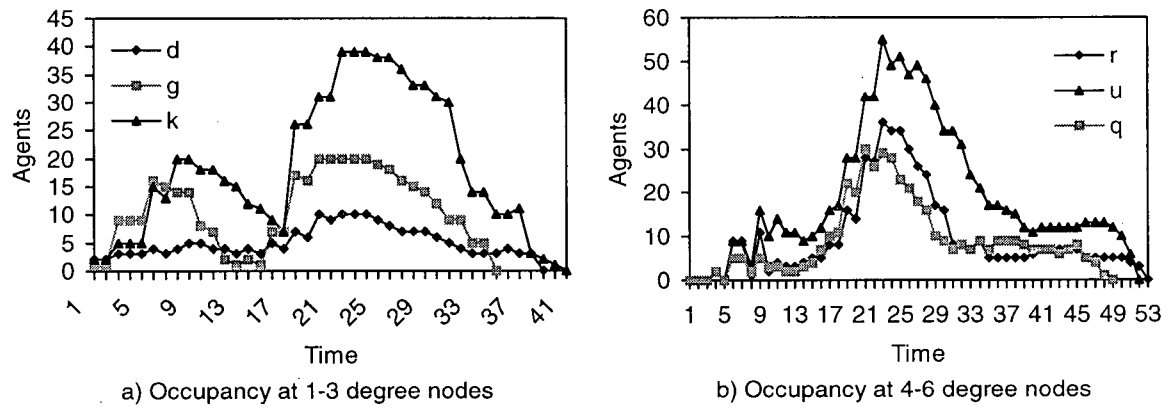 45
40
35
30
25
20
15
10
5
0
Agents
d
g
k
1 5 9 13 17 21 25 29 33 37 41
Time
a) Occupancy at 1-3 degree nodes
60
50
40
30
20
10
0
Agents
r
u
q
1 5 9 13 17 21 25 29 33 37 41 45 49 53
Time
b) Occupancy at 4-6 degree nodes